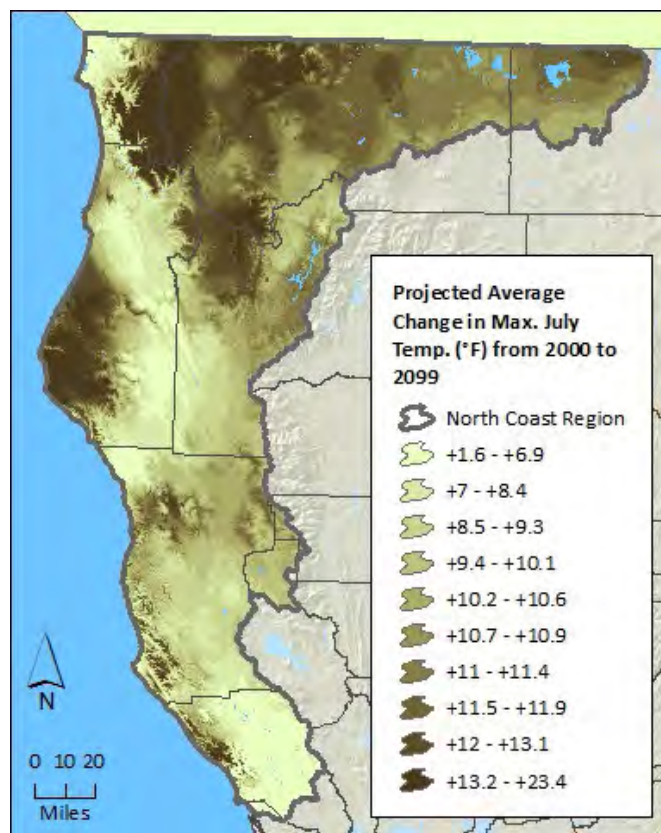 Projected Average
Change in Max. July
Temp. (°F) from 2000 to
2099
North Coast Region
+1.6 - +6.9
+7 - +8.4
+8.5 - +9.3
+9.4 - +10.1
+10.2 - +10.6
+10.7 - +10.9
+11 - +11.4
+11.5 - +11.9
+12 - +13.1
+13.2 - +23.4
N
0 10 20
Miles